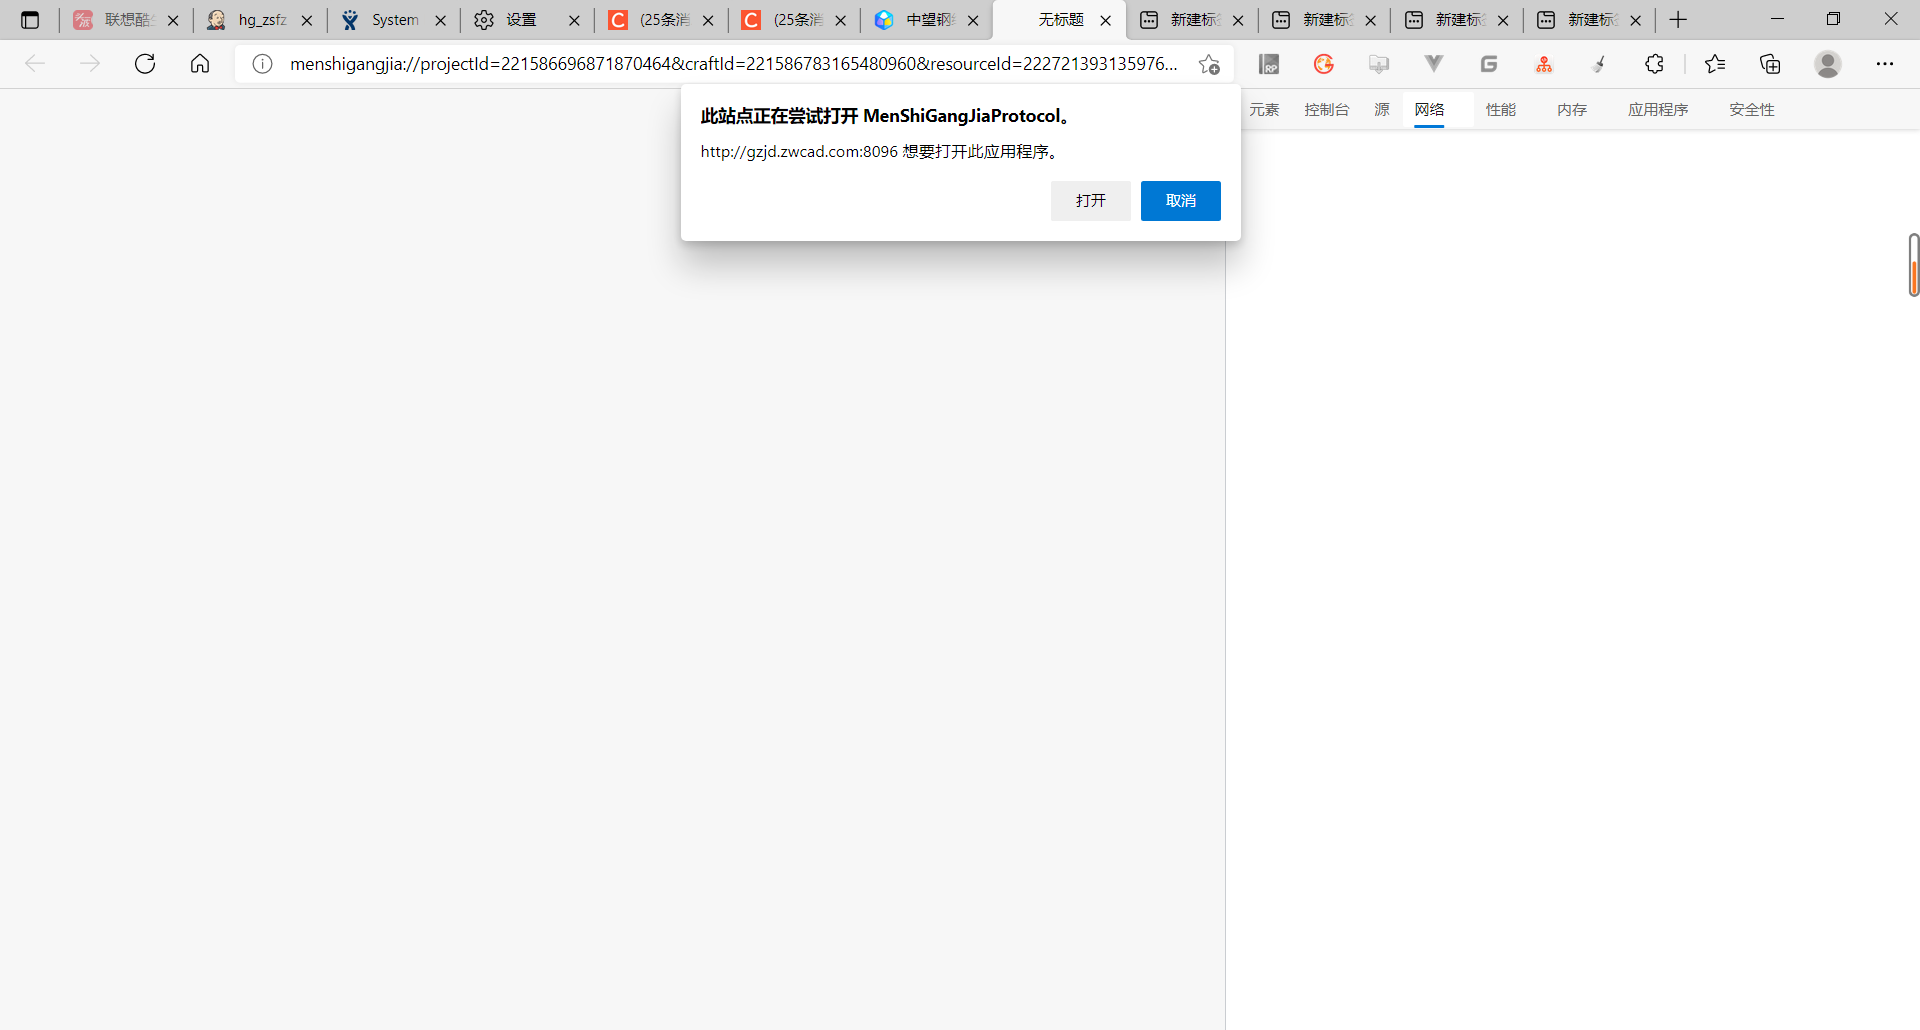 联想酷
hg_zsfz
System
设置
(25条消
(25条消
中望钢
无标题
新建标
新建标
新建标
新建标
menshigangjia://projectId=221586696871870464&craftId=221586783165480960&resourceId=222721393135976...
元素
控制台
源
网络
性能
内存
应用程序
安全性
此站点正在尝试打开 MenShiGangJiaProtocol。
http://gzjd.zwcad.com:8096 想要打开此应用程序。
打开
取消